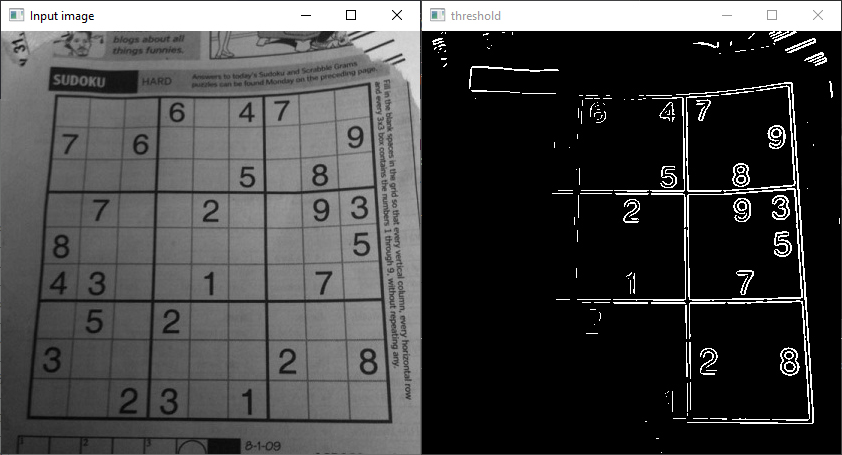 Input image
31,
blogs about all
things funnies.
SUDOKU HARD
Answers to today's Sudoku and Scrabble Grams
puzzles can be found Monday on the preceding page.
6 4 7
7 6 9
5 8
7 2 9 3
8 5
4 3 1 7
5 2
3 2 8
2 3 1
Fill in the blank spaces in the grid so that every vertical column, every horizontal row
and every 3x3 box contains the numbers 1 through 9, without repeating any.
1 2 3
8-1-09
threshold
6 4 7
9
5 8
2 9 3
5
1 7
2
2 8
1